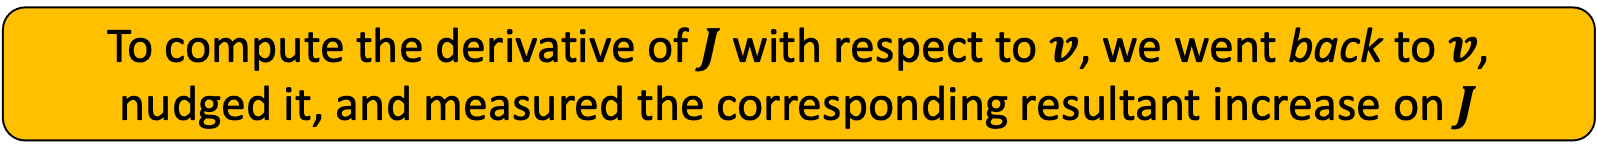 To compute the derivative of J with respect to v, we went back to v,
nudged it, and measured the corresponding resultant increase on J